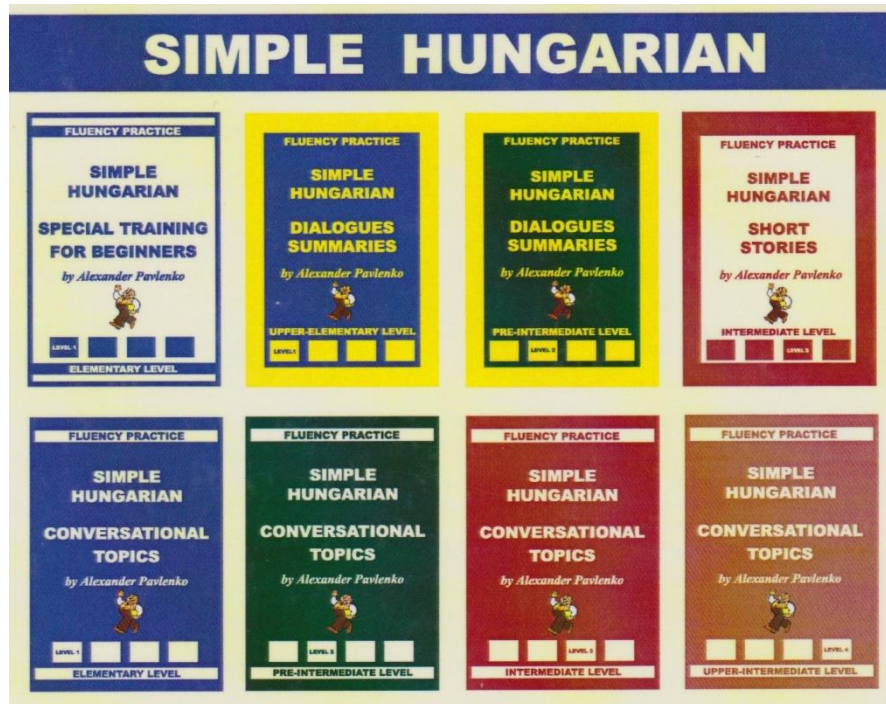 SIMPLE HUNGARIAN
FLUENCY PRACTICE
SIMPLE
HUNGARIAN
SPECIAL TRAINING
FOR BEGINNERS
by Alexander Pavlenko
LEVEL 1
ELEMENTARY LEVEL
FLUENCY PRACTICE
SIMPLE
HUNGARIAN
DIALOGUES
SUMMARIES
by Alexander Pavlenko
UPPER-ELEMENTARY LEVEL
LEVEL 1
FLUENCY PRACTICE
SIMPLE
HUNGARIAN
DIALOGUES
SUMMARIES
by Alexander Pavlenko
PRE-INTERMEDIATE LEVEL
LEVEL 2
FLUENCY PRACTICE
SIMPLE
HUNGARIAN
SHORT
STORIES
by Alexander Pavlenko
INTERMEDIATE LEVEL
LEVEL 3
FLUENCY PRACTICE
SIMPLE
HUNGARIAN
CONVERSATIONAL
TOPICS
by Alexander Pavlenko
LEVEL 1
ELEMENTARY LEVEL
FLUENCY PRACTICE
SIMPLE
HUNGARIAN
CONVERSATIONAL
TOPICS
by Alexander Pavlenko
LEVEL 2
PRE-INTERMEDIATE LEVEL
FLUENCY PRACTICE
SIMPLE
HUNGARIAN
CONVERSATIONAL
TOPICS
by Alexander Pavlenko
LEVEL 3
INTERMEDIATE LEVEL
FLUENCY PRACTICE
SIMPLE
HUNGARIAN
CONVERSATIONAL
TOPICS
by Alexander Pavlenko
LEVEL 4
UPPER-INTERMEDIATE LEVEL